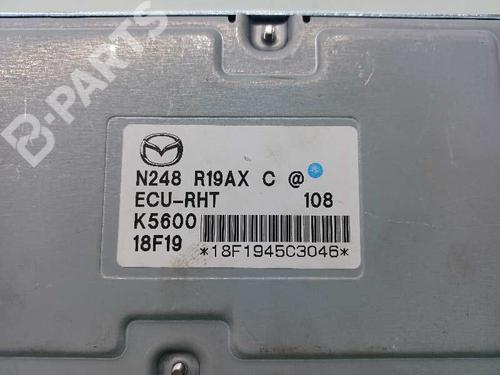 B-PARTS
N248 R19AX C @
ECU-RHT 108
K5600
18F19 *18F1945C3046*